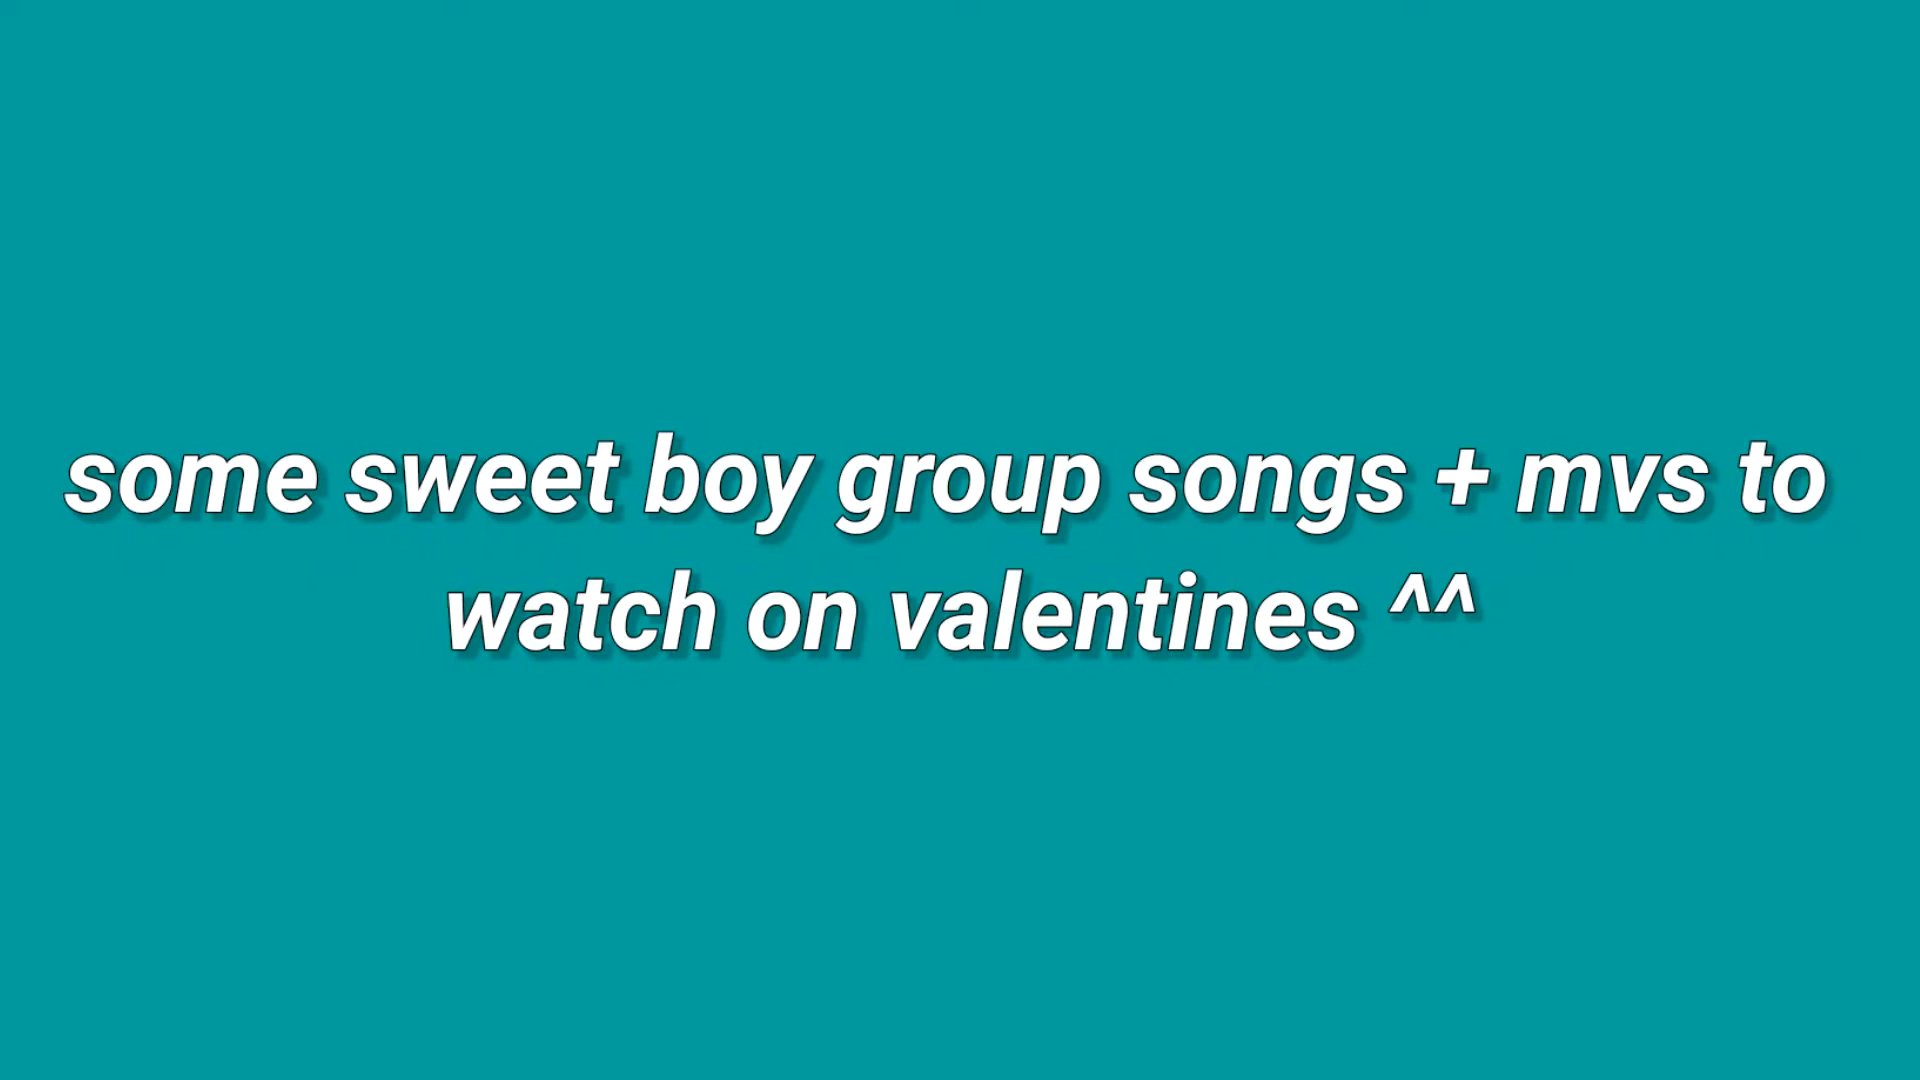 some sweet boy group songs + mvs to
watch on valentines ^^